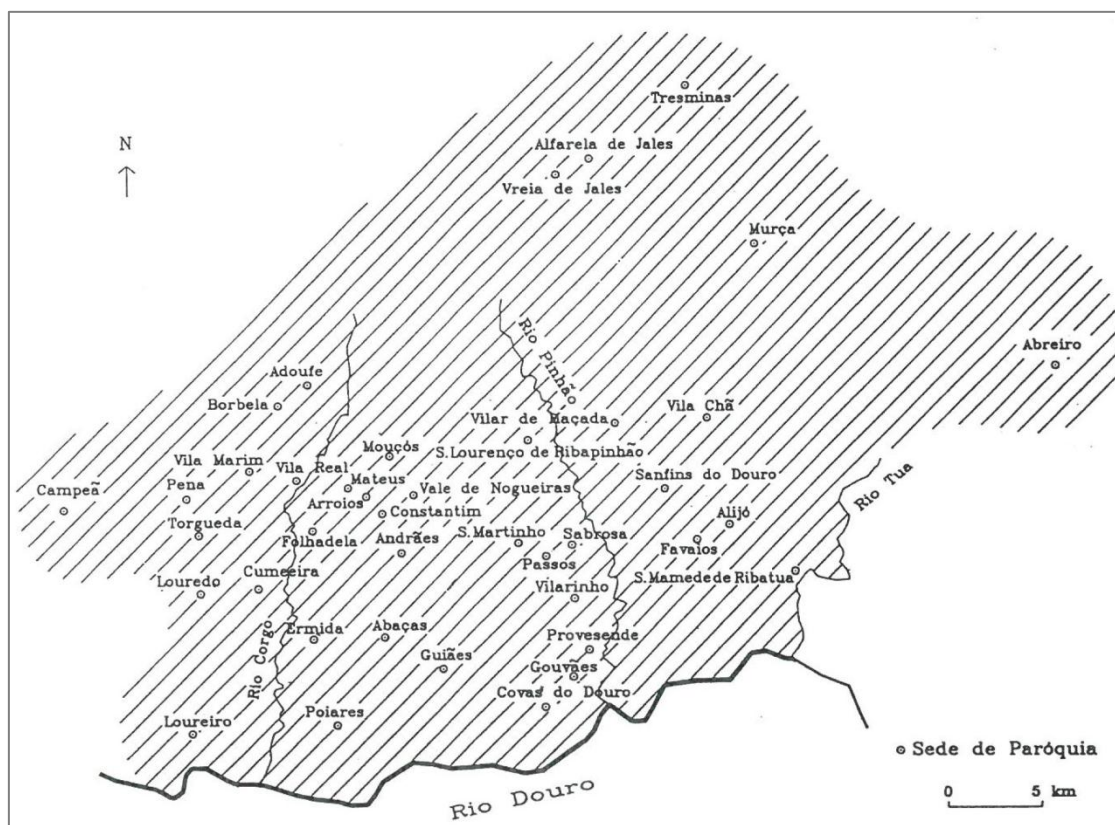 Tresminas
N
Alfarela de Jales
Vreia de Jales
Murça
Rio Pinhão
Abreiro
Adoufe
Borbela
Vila Chã
Vilar de Maçada
Mouçós
S.Lourenço de Ribapinhão
Vila Marim
Vila Real
Campeã
Pena
Mateus
Sanfins do Douro
Rio Tua
Arroios
Vale de Nogueiras
Constantim
Torgueda
Alijó
Folhadela
Andrães
S.Martinho
Sabrosa
Favaios
Passos
Louredo
Cumeeira
S.Mamede de Ribatua
Vilarinho
Ermida
Abaças
Rio Corgo
Provesende
Guiães
Gouvães
Covas do Douro
Loureiro
Poiares
Sede de Paróquia
Rio Douro
0 5 km